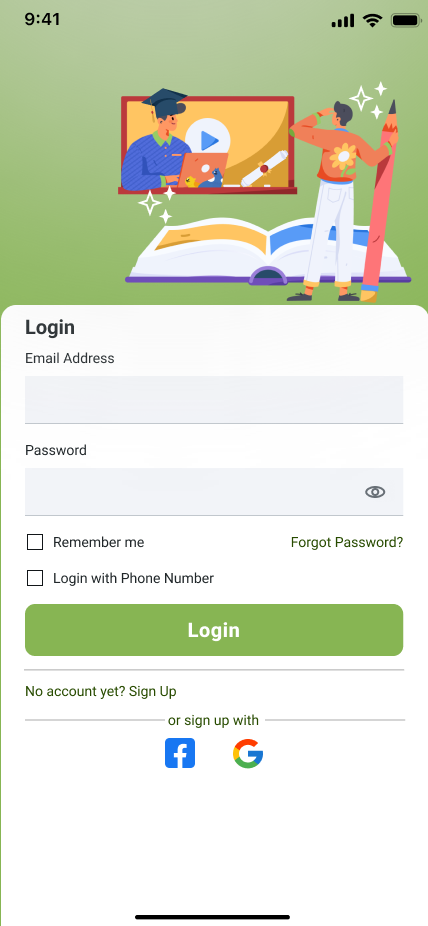 9:41
Login
Email Address
Password
Remember me
Forgot Password?
Login with Phone Number
Login
No account yet? Sign Up
or sign up with